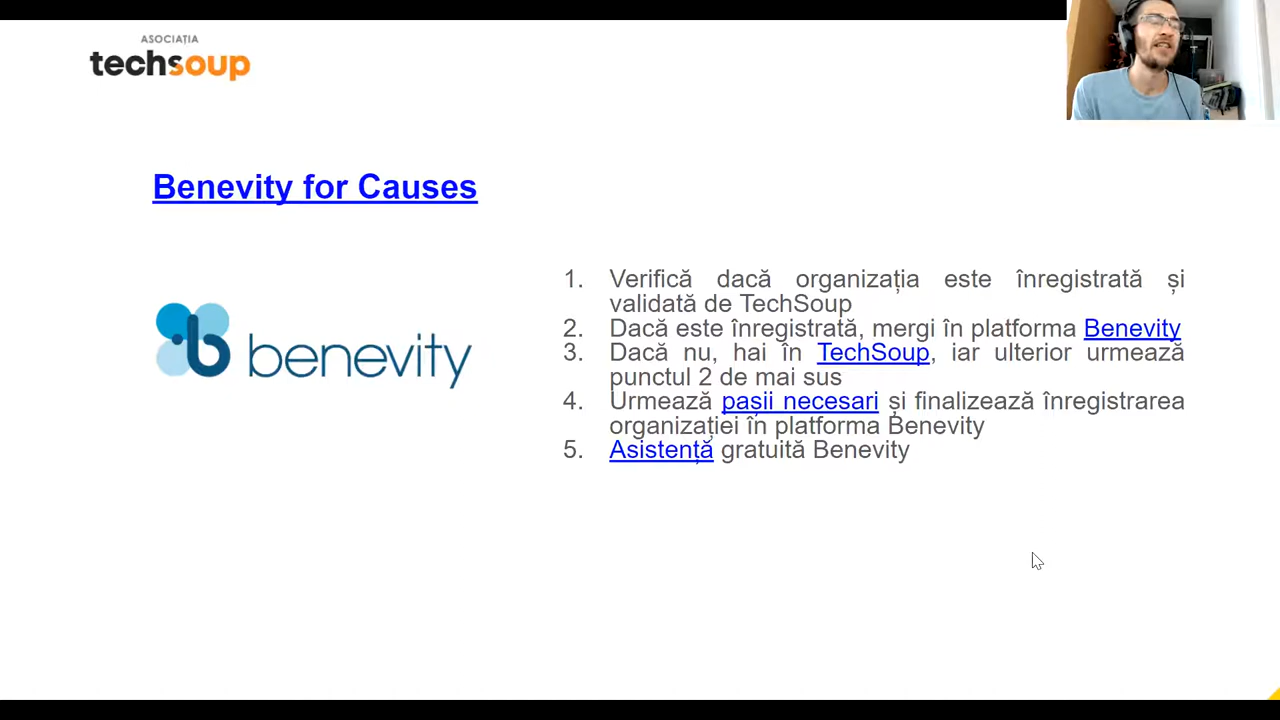 ASOCIAȚIA
techsoup
Benevity for Causes
benevity
1. Verifică dacă organizația este înregistrată și
validată de TechSoup
2. Dacă este înregistrată, mergi în platforma Benevity
3. Dacă nu, hai în TechSoup, iar ulterior urmează
punctul 2 de mai sus
4. Urmează pașii necesari și finalizează înregistrarea
organizației în platforma Benevity
5. Asistență gratuită Benevity